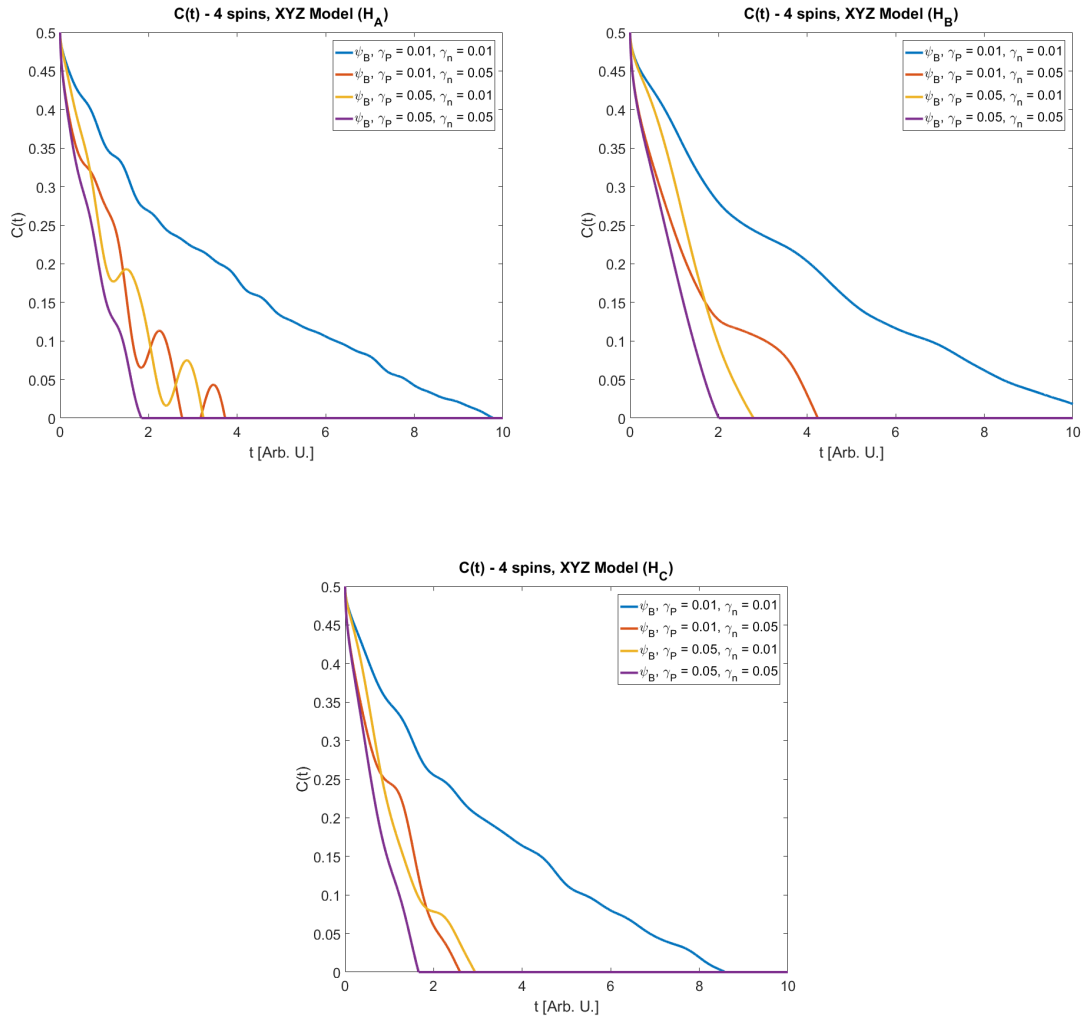 C(t) - 4 spins, XYZ Model (H_A)
0.5
0.45
0.4
0.35
0.3
0.25
0.2
0.15
0.1
0.05
0
C(t)
ψ_B, γ_P = 0.01, γ_n = 0.01
ψ_B, γ_P = 0.01, γ_n = 0.05
ψ_B, γ_P = 0.05, γ_n = 0.01
ψ_B, γ_P = 0.05, γ_n = 0.05
0 2 4 6 8 10
t [Arb. U.]
C(t) - 4 spins, XYZ Model (H_B)
0.5
0.45
0.4
0.35
0.3
0.25
0.2
0.15
0.1
0.05
0
C(t)
ψ_B, γ_P = 0.01, γ_n = 0.01
ψ_B, γ_P = 0.01, γ_n = 0.05
ψ_B, γ_P = 0.05, γ_n = 0.01
ψ_B, γ_P = 0.05, γ_n = 0.05
0 2 4 6 8 10
t [Arb. U.]
C(t) - 4 spins, XYZ Model (H_C)
0.5
0.45
0.4
0.35
0.3
0.25
0.2
0.15
0.1
0.05
0
C(t)
ψ_B, γ_P = 0.01, γ_n = 0.01
ψ_B, γ_P = 0.01, γ_n = 0.05
ψ_B, γ_P = 0.05, γ_n = 0.01
ψ_B, γ_P = 0.05, γ_n = 0.05
0 2 4 6 8 10
t [Arb. U.]